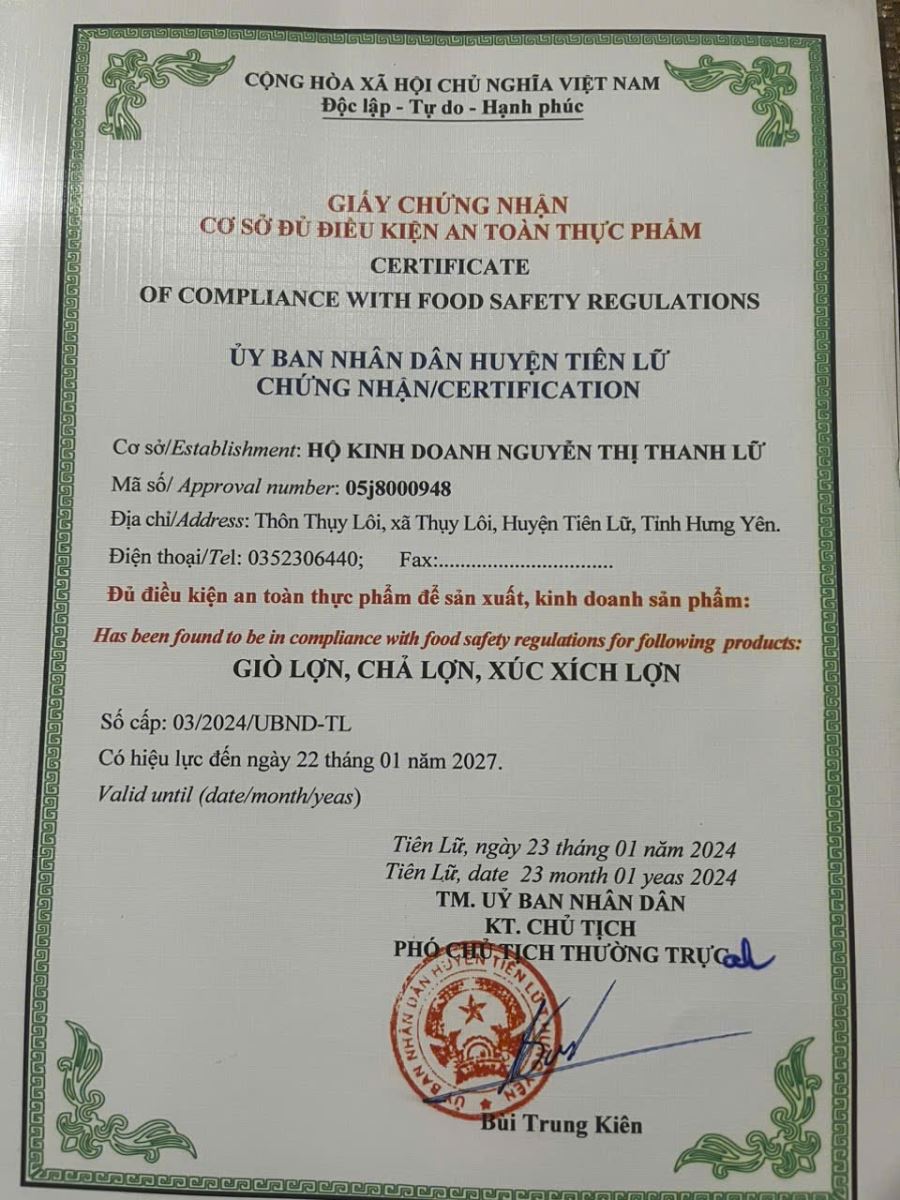 CỘNG HÒA XÃ HỘI CHỦ NGHĨA VIỆT NAM
Độc lập - Tự do - Hạnh phúc
GIẤY CHỨNG NHẬN
CƠ SỞ ĐỦ ĐIỀU KIỆN AN TOÀN THỰC PHẨM
CERTIFICATE
OF COMPLIANCE WITH FOOD SAFETY REGULATIONS
ỦY BAN NHÂN DÂN HUYỆN TIÊN LỮ
CHỨNG NHẬN/CERTIFICATION
Cơ sở/Establishment: HỘ KINH DOANH NGUYỄN THỊ THANH LỮ
Mã số/ Approval number: 05j8000948
Địa chỉ/Address: Thôn Thụy Lôi, xã Thụy Lôi, Huyện Tiên Lữ, Tỉnh Hưng Yên.
Điện thoại/Tel: 0352306440; Fax:.................................
Đủ điều kiện an toàn thực phẩm để sản xuất, kinh doanh sản phẩm:
Has been found to be in compliance with food safety regulations for following products:
GIÒ LỢN, CHẢ LỢN, XÚC XÍCH LỢN
Số cấp: 03/2024/UBND-TL
Có hiệu lực đến ngày 22 tháng 01 năm 2027.
Valid until (date/month/yeas)
Tiên Lữ, ngày 23 tháng 01 năm 2024
Tiên Lữ, date 23 month 01 yeas 2024
TM. UỶ BAN NHÂN DÂN
KT. CHỦ TỊCH
PHÓ CHỦ TỊCH THƯỜNG TRỰC
ỦY BAN NHÂN DÂN HUYỆN TIÊN LỮ
Bùi Trung Kiên